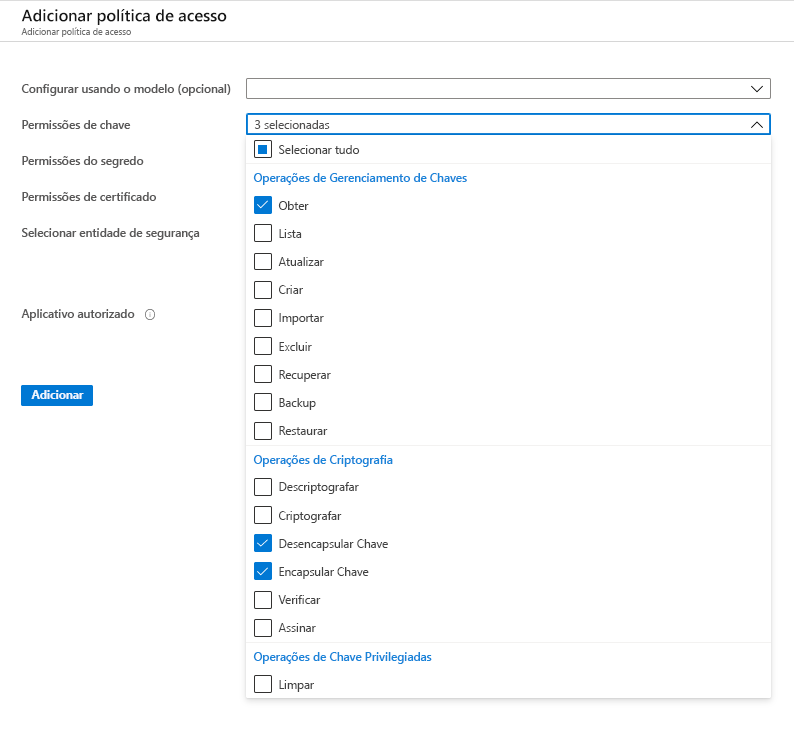 Adicionar política de acesso
Adicionar política de acesso
Configurar usando o modelo (opcional)
Permissões de chave
3 selecionadas
Selecionar tudo
Permissões do segredo
Operações de Gerenciamento de Chaves
Permissões de certificado
Obter
Selecionar entidade de segurança
Lista
Atualizar
Criar
Aplicativo autorizado
Importar
Excluir
Recuperar
Adicionar
Backup
Restaurar
Operações de Criptografia
Descriptografar
Criptografar
Desencapsular Chave
Encapsular Chave
Verificar
Assinar
Operações de Chave Privilegiadas
Limpar